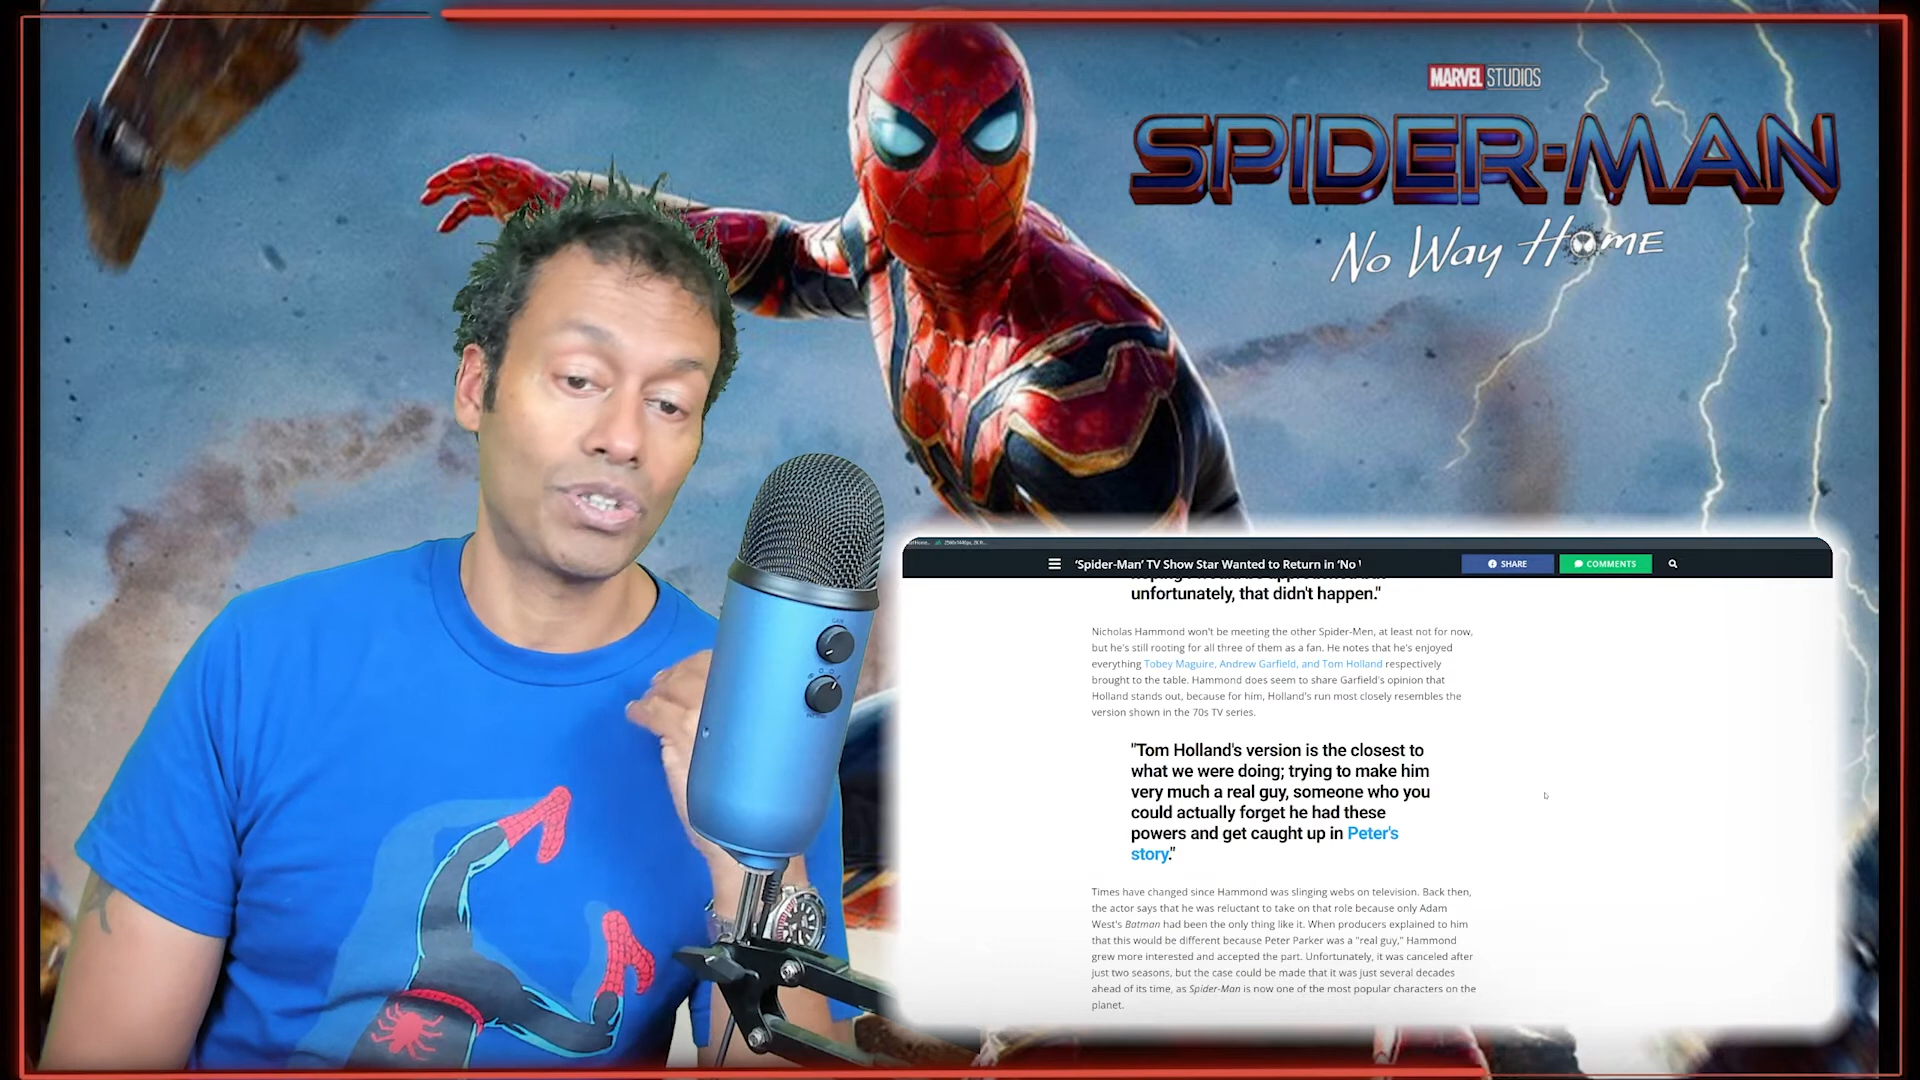 MARVEL STUDIOS
SPIDER-MAN
NO WAY HOME
'Spider-Man' TV Show Star Wanted to Return in 'No
SHARE
COMMENTS
unfortunately, that didn't happen."
Nicholas Hammond won't be meeting the other Spider-Men, at least not for now,
but he's still rooting for all three of them as a fan. He notes that he's enjoyed
everything Tobey Maguire, Andrew Garfield, and Tom Holland respectively
brought to the table. Hammond does seem to share Garfield's opinion that
Holland stands out, because for him, Holland's run most closely resembles the
version shown in the 70s TV series.
"Tom Holland's version is the closest to
what we were doing; trying to make him
very much a real guy, someone who you
could actually forget he had these
powers and get caught up in Peter's
story."
Times have changed since Hammond was slinging webs on television. Back then,
the actor says that he was reluctant to take on that role because only Adam
West's Batman had been the only thing like it. When producers explained to him
that this would be different because Peter Parker was a "real guy," Hammond
grew more interested and accepted the part. Unfortunately, it was canceled after
just two seasons, but the case could be made that it was just several decades
ahead of its time, as Spider-Man is now one of the most popular characters on the
planet.